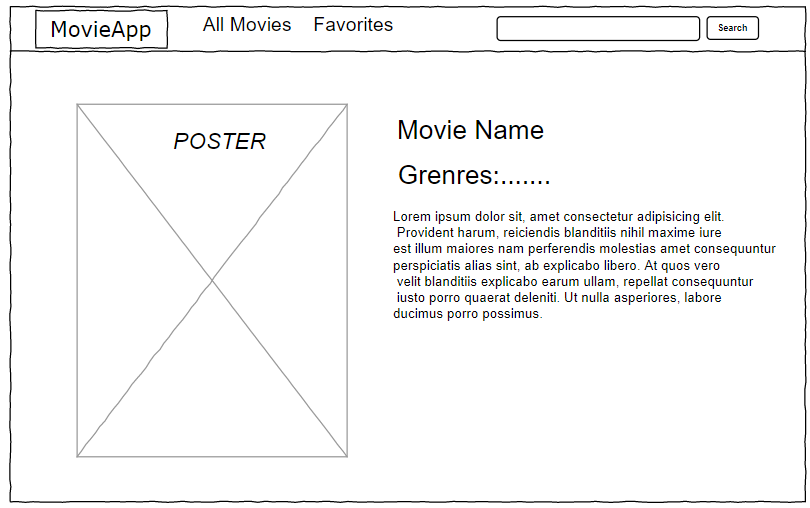 MovieApp
All Movies
Favorites
Search
POSTER
Movie Name
Grenres:.......
Lorem ipsum dolor sit, amet consectetur adipisicing elit.
Provident harum, reiciendis blanditiis nihil maxime iure
est illum maiores nam perferendis molestias amet consequuntur
perspiciatis alias sint, ab explicabo libero. At quos vero
velit blanditiis explicabo earum ullam, repellat consequuntur
iusto porro quaerat deleniti. Ut nulla asperiores, labore
ducimus porro possimus.